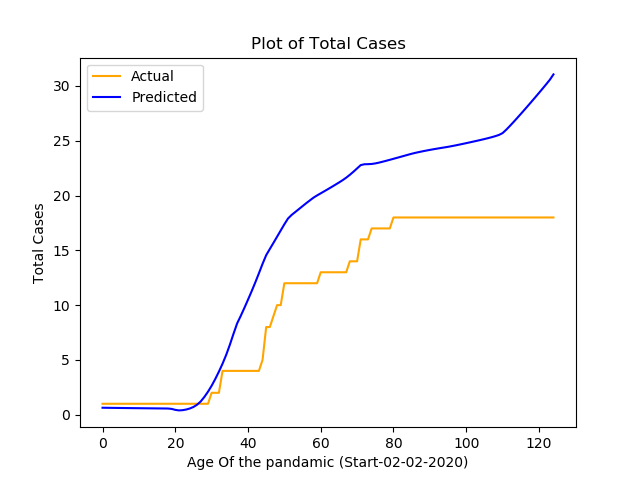 Plot of Total Cases
Actual
Predicted
30
25
20
15
10
5
0
Total Cases
0 20 40 60 80 100 120
Age Of the pandamic (Start-02-02-2020)